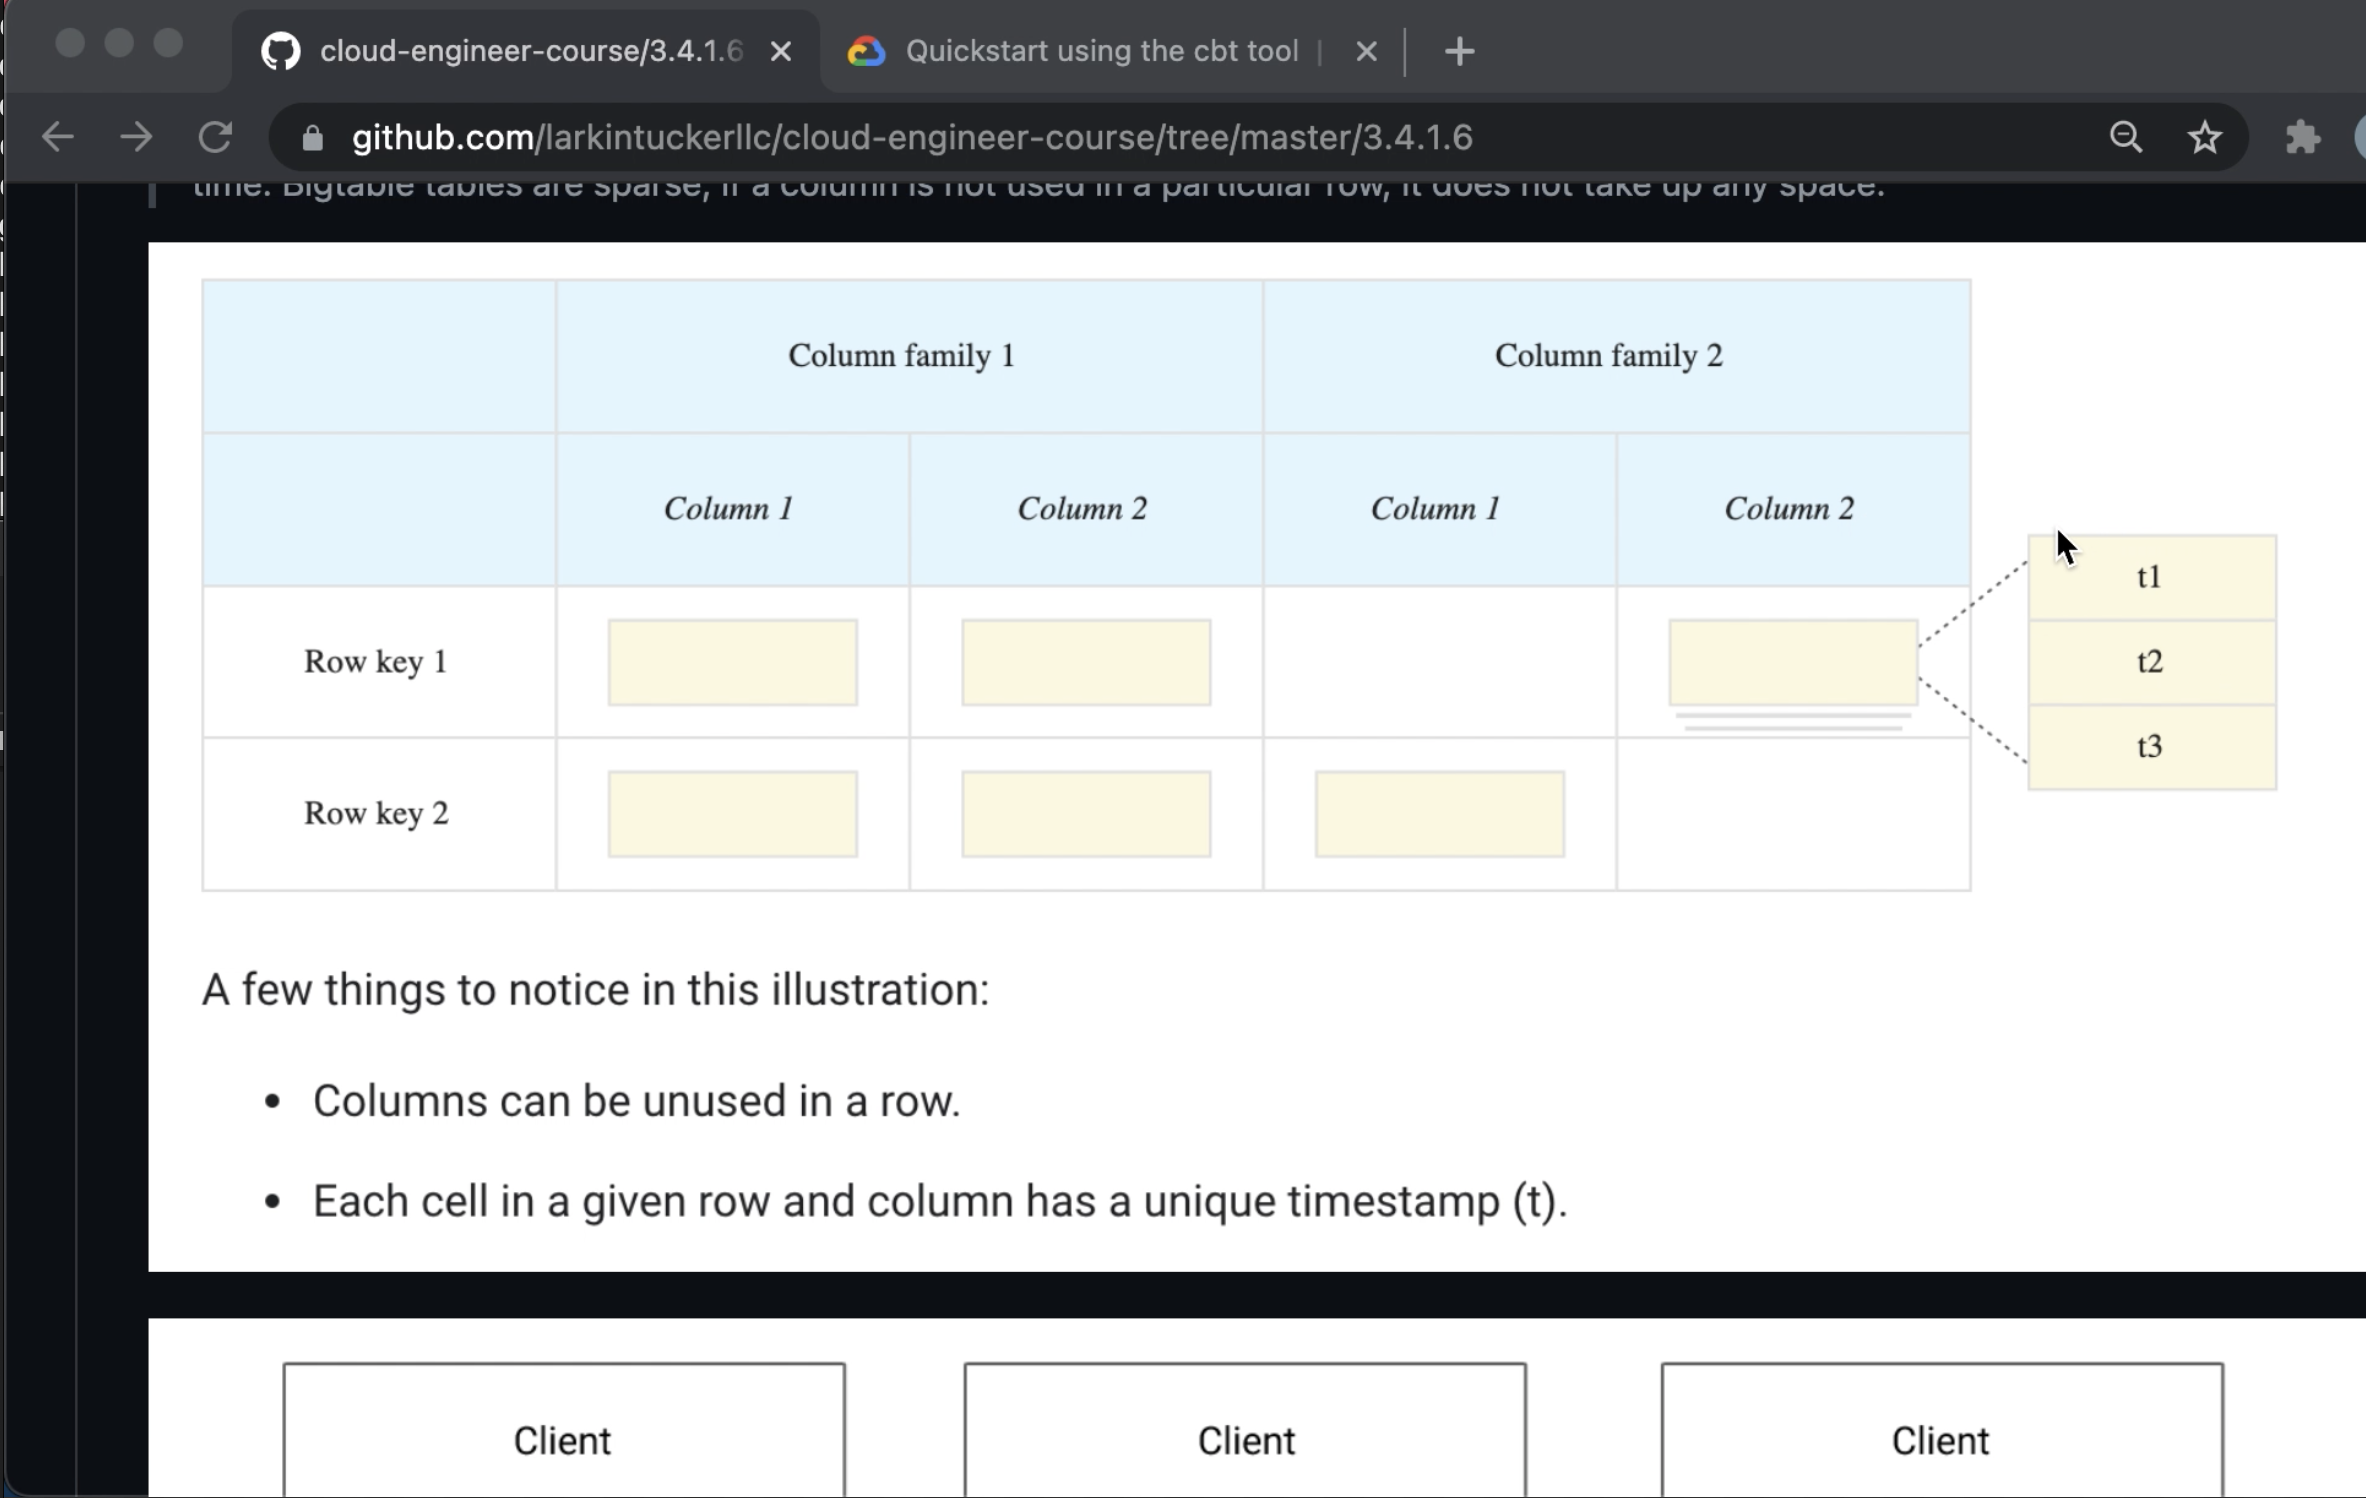 cloud-engineer-course/3.4.1.6
Quickstart using the cbt tool |
github.com/larkintuckerllc/cloud-engineer-course/tree/master/3.4.1.6
time. Bigtable tables are sparse, if a column is not used in a particular row, it does not take up any space.
Column family 1 Column family 2
Column 1 Column 2 Column 1 Column 2
t1
Row key 1 t2
t3
Row key 2
A few things to notice in this illustration:
• Columns can be unused in a row.
• Each cell in a given row and column has a unique timestamp (t).
Client Client Client